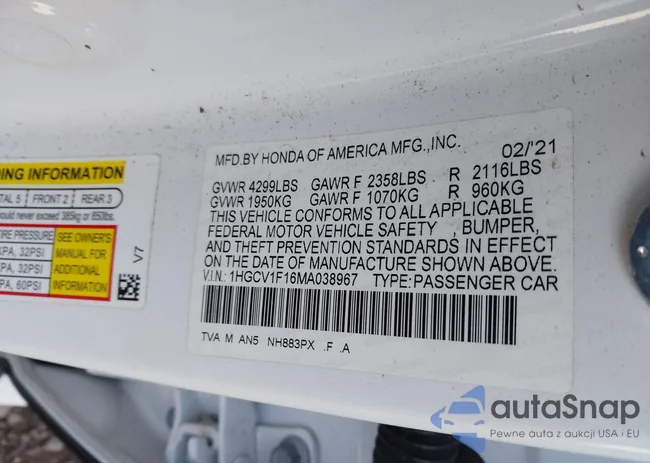 MFD.BY HONDA OF AMERICA MFG.,INC. 02/'21
GVWR 4299LBS GAWR F 2358LBS R 2116LBS
GVWR 1950KG GAWR F 1070KG R 960KG
THIS VEHICLE CONFORMS TO ALL APPLICABLE
FEDERAL MOTOR VEHICLE SAFETY BUMPER,
AND THEFT PREVENTION STANDARDS IN EFFECT
ON THE DATE OF MANUFACTURE SHOWN ABOVE.
V.I.N.: 1HGCV1F16MA038967 TYPE:PASSENGER CAR
TVA M AN5 NH883PX .F .A
ING INFORMATION
TAL 5 FRONT 2 REAR 3
ould never exceed 385kg or 850lbs.
IRE PRESSURE
KPA, 32PSI
PA, 32PSI
PA, 60PSI
SEE OWNER'S
MANUAL FOR
ADDITIONAL
INFORMATION
V7
autaSnap
Pewne auta z aukcji USA i EU